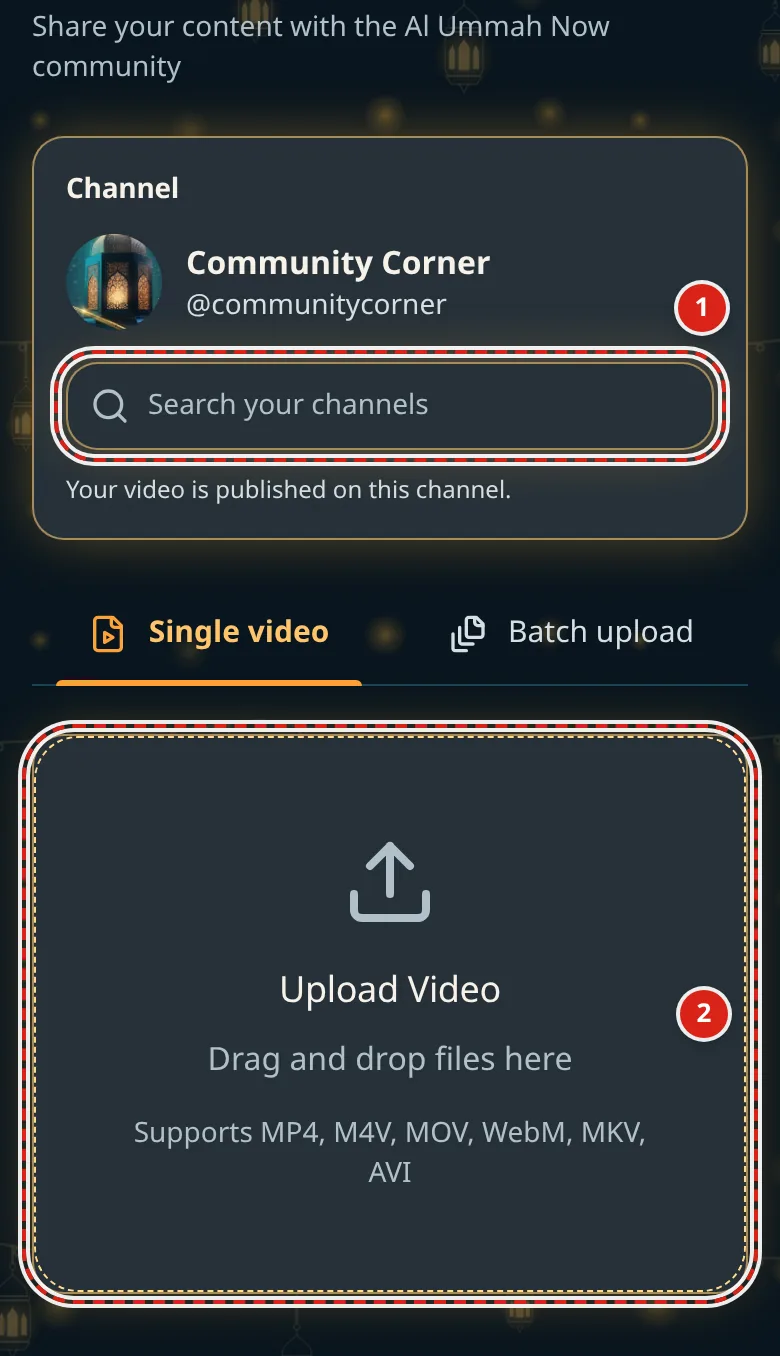 Share your content with the Al Ummah Now
community
Channel
Community Corner
@communitycorner
1
Search your channels
Your video is published on this channel.
Single video
Batch upload
Upload Video
2
Drag and drop files here
Supports MP4, M4V, MOV, WebM, MKV,
AVI